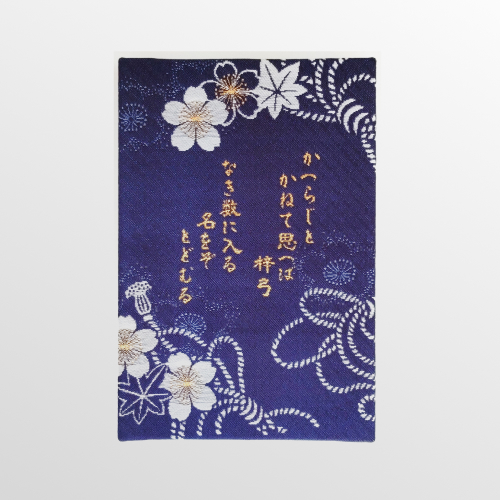 かへらじと
かねて思へば
梓弓
なき数に入る
名をぞ
とどむる